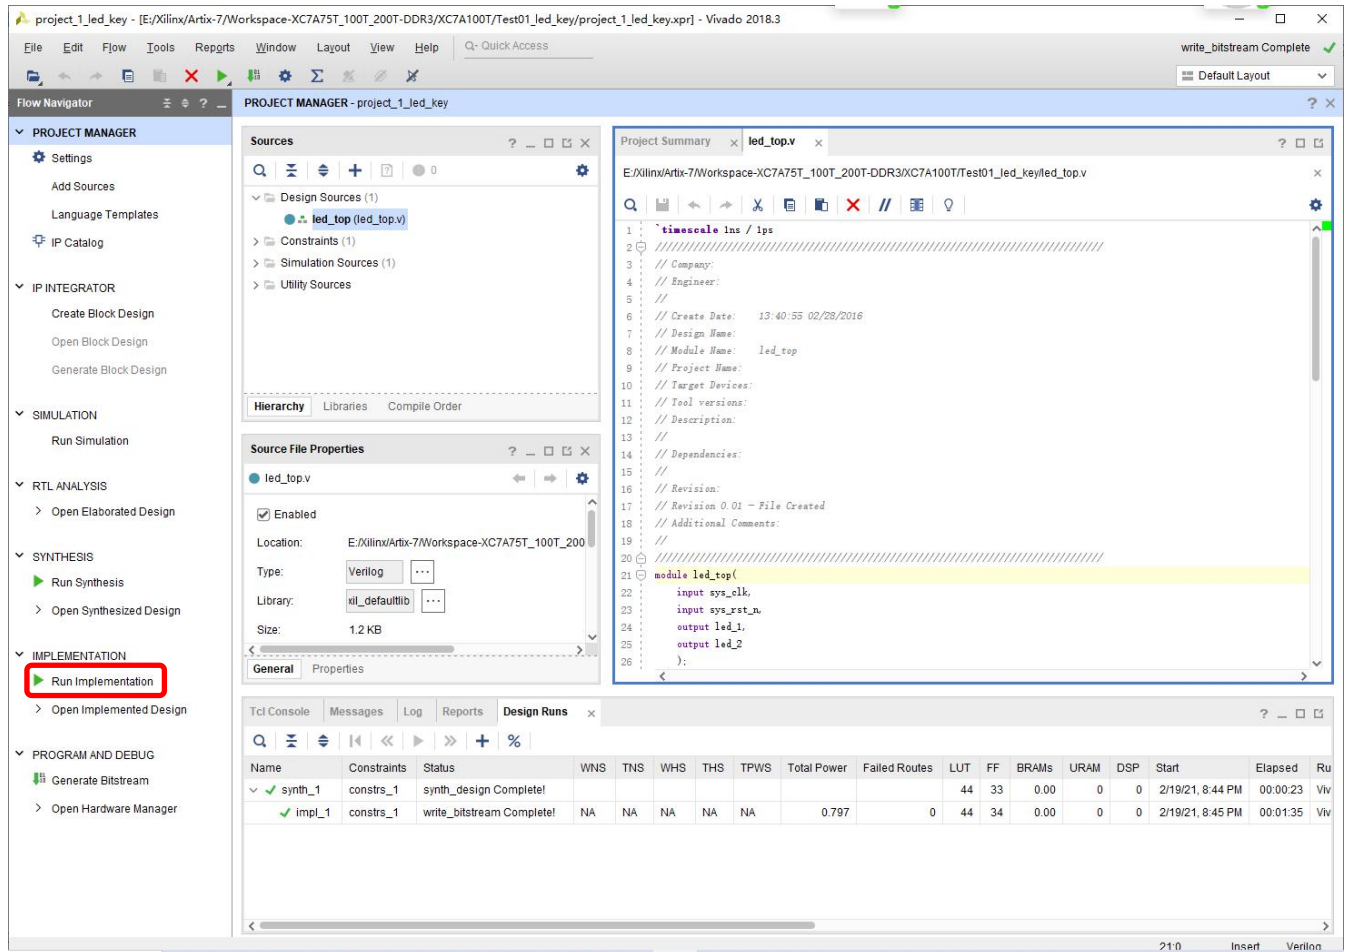 project_1_led_key - [E:/Xilinx/Artix-7/Workspace-XC7A75T_100T_200T-DDR3/XC7A100T/Test01_led_key/project_1_led_key.xpr] - Vivado 2018.3
File Edit Flow Tools Reports Window Layout View Help Q- Quick Access
write_bitstream Complete
Default Layout
Flow Navigator
PROJECT MANAGER
Settings
Add Sources
Language Templates
IP Catalog
IP INTEGRATOR
Create Block Design
Open Block Design
Generate Block Design
SIMULATION
Run Simulation
RTL ANALYSIS
Open Elaborated Design
SYNTHESIS
Run Synthesis
Open Synthesized Design
IMPLEMENTATION
Run Implementation
Open Implemented Design
PROGRAM AND DEBUG
Generate Bitstream
Open Hardware Manager
PROJECT MANAGER - project_1_led_key
Sources
0
Design Sources (1)
led_top (led_top.v)
Constraints (1)
Simulation Sources (1)
Utility Sources
Hierarchy Libraries Compile Order
Source File Properties
led_top.v
Enabled
Location: E:/Xilinx/Artix-7/Workspace-XC7A75T_100T_200
Type: Verilog
Library: xil_defaultlib
Size: 1.2 KB
General Properties
Project Summary led_top.v
E:/Xilinx/Artix-7/Workspace-XC7A75T_100T_200T-DDR3/XC7A100T/Test01_led_key/led_top.v
1 `timescale 1ns / 1ps
2 //////////////////////////////////////////////////////////////////////////////////
3 // Company:
4 // Engineer:
5 //
6 // Create Date: 13:40:55 02/28/2016
7 // Design Name:
8 // Module Name: led_top
9 // Project Name:
10 // Target Devices:
11 // Tool versions:
12 // Description:
13 //
14 // Dependencies:
15 //
16 // Revision:
17 // Revision 0.01 - File Created
18 // Additional Comments:
19 //
20 //////////////////////////////////////////////////////////////////////////////////
21 module led_top(
22 input sys_clk,
23 input sys_rst_n,
24 output led_1,
25 output led_2
26 );
Tcl Console Messages Log Reports Design Runs
Name Constraints Status WNS TNS WHS THS TPWS Total Power Failed Routes LUT FF BRAMs URAM DSP Start Elapsed Ru
synth_1 constrs_1 synth_design Complete! 44 33 0.00 0 0 2/19/21, 8:44 PM 00:00:23 Viv
impl_1 constrs_1 write_bitstream Complete! NA NA NA NA NA 0.797 0 44 34 0.00 0 0 2/19/21, 8:45 PM 00:01:35 Viv
21:0 Insert Verilog